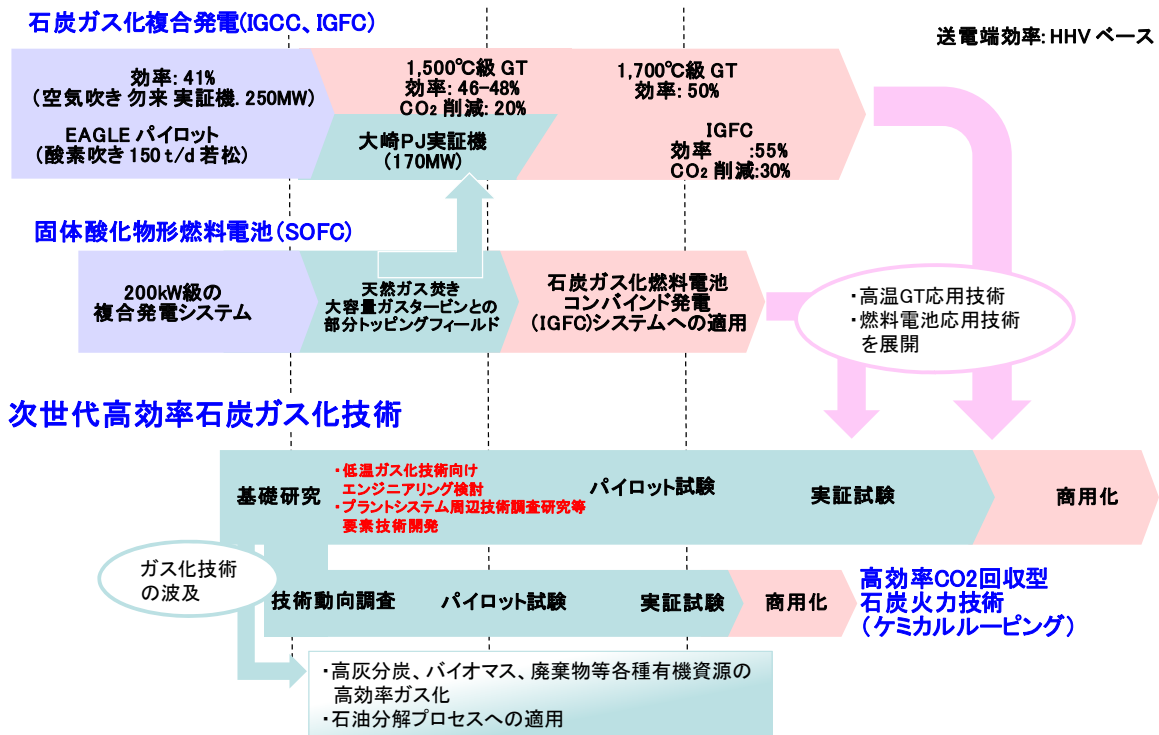 石炭ガス化複合発電(IGCC、IGFC)
送電端効率:HHVベース
効率:41%
(空気吹き 勿来 実証機. 250MW)
EAGLE パイロット
(酸素吹き 150 t/d 若松)
1,500℃級 GT
効率:46-48%
CO2 削減:20%
大崎PJ実証機
(170MW)
1,700℃級 GT
効率:50%
IGFC
効率 :55%
CO2 削減:30%
固体酸化物形燃料電池(SOFC)
200kW級の
複合発電システム
天然ガス焚き
大容量ガスタービンとの
部分トッピングフィールド
石炭ガス化燃料電池
コンバインド発電
(IGFC)システムへの適用
・高温GT応用技術
・燃料電池応用技術
を展開
次世代高効率石炭ガス化技術
基礎研究
・低温ガス化技術向け
エンジニアリング検討
・プラントシステム周辺技術調査研究等
要素技術開発
パイロット試験
実証試験
商用化
ガス化技術
の波及
技術動向調査
パイロット試験
実証試験
商用化
高効率CO2回収型
石炭火力技術
(ケミカルルーピング)
・高灰分炭、バイオマス、廃棄物等各種有機資源の
高効率ガス化
・石油分解プロセスへの適用